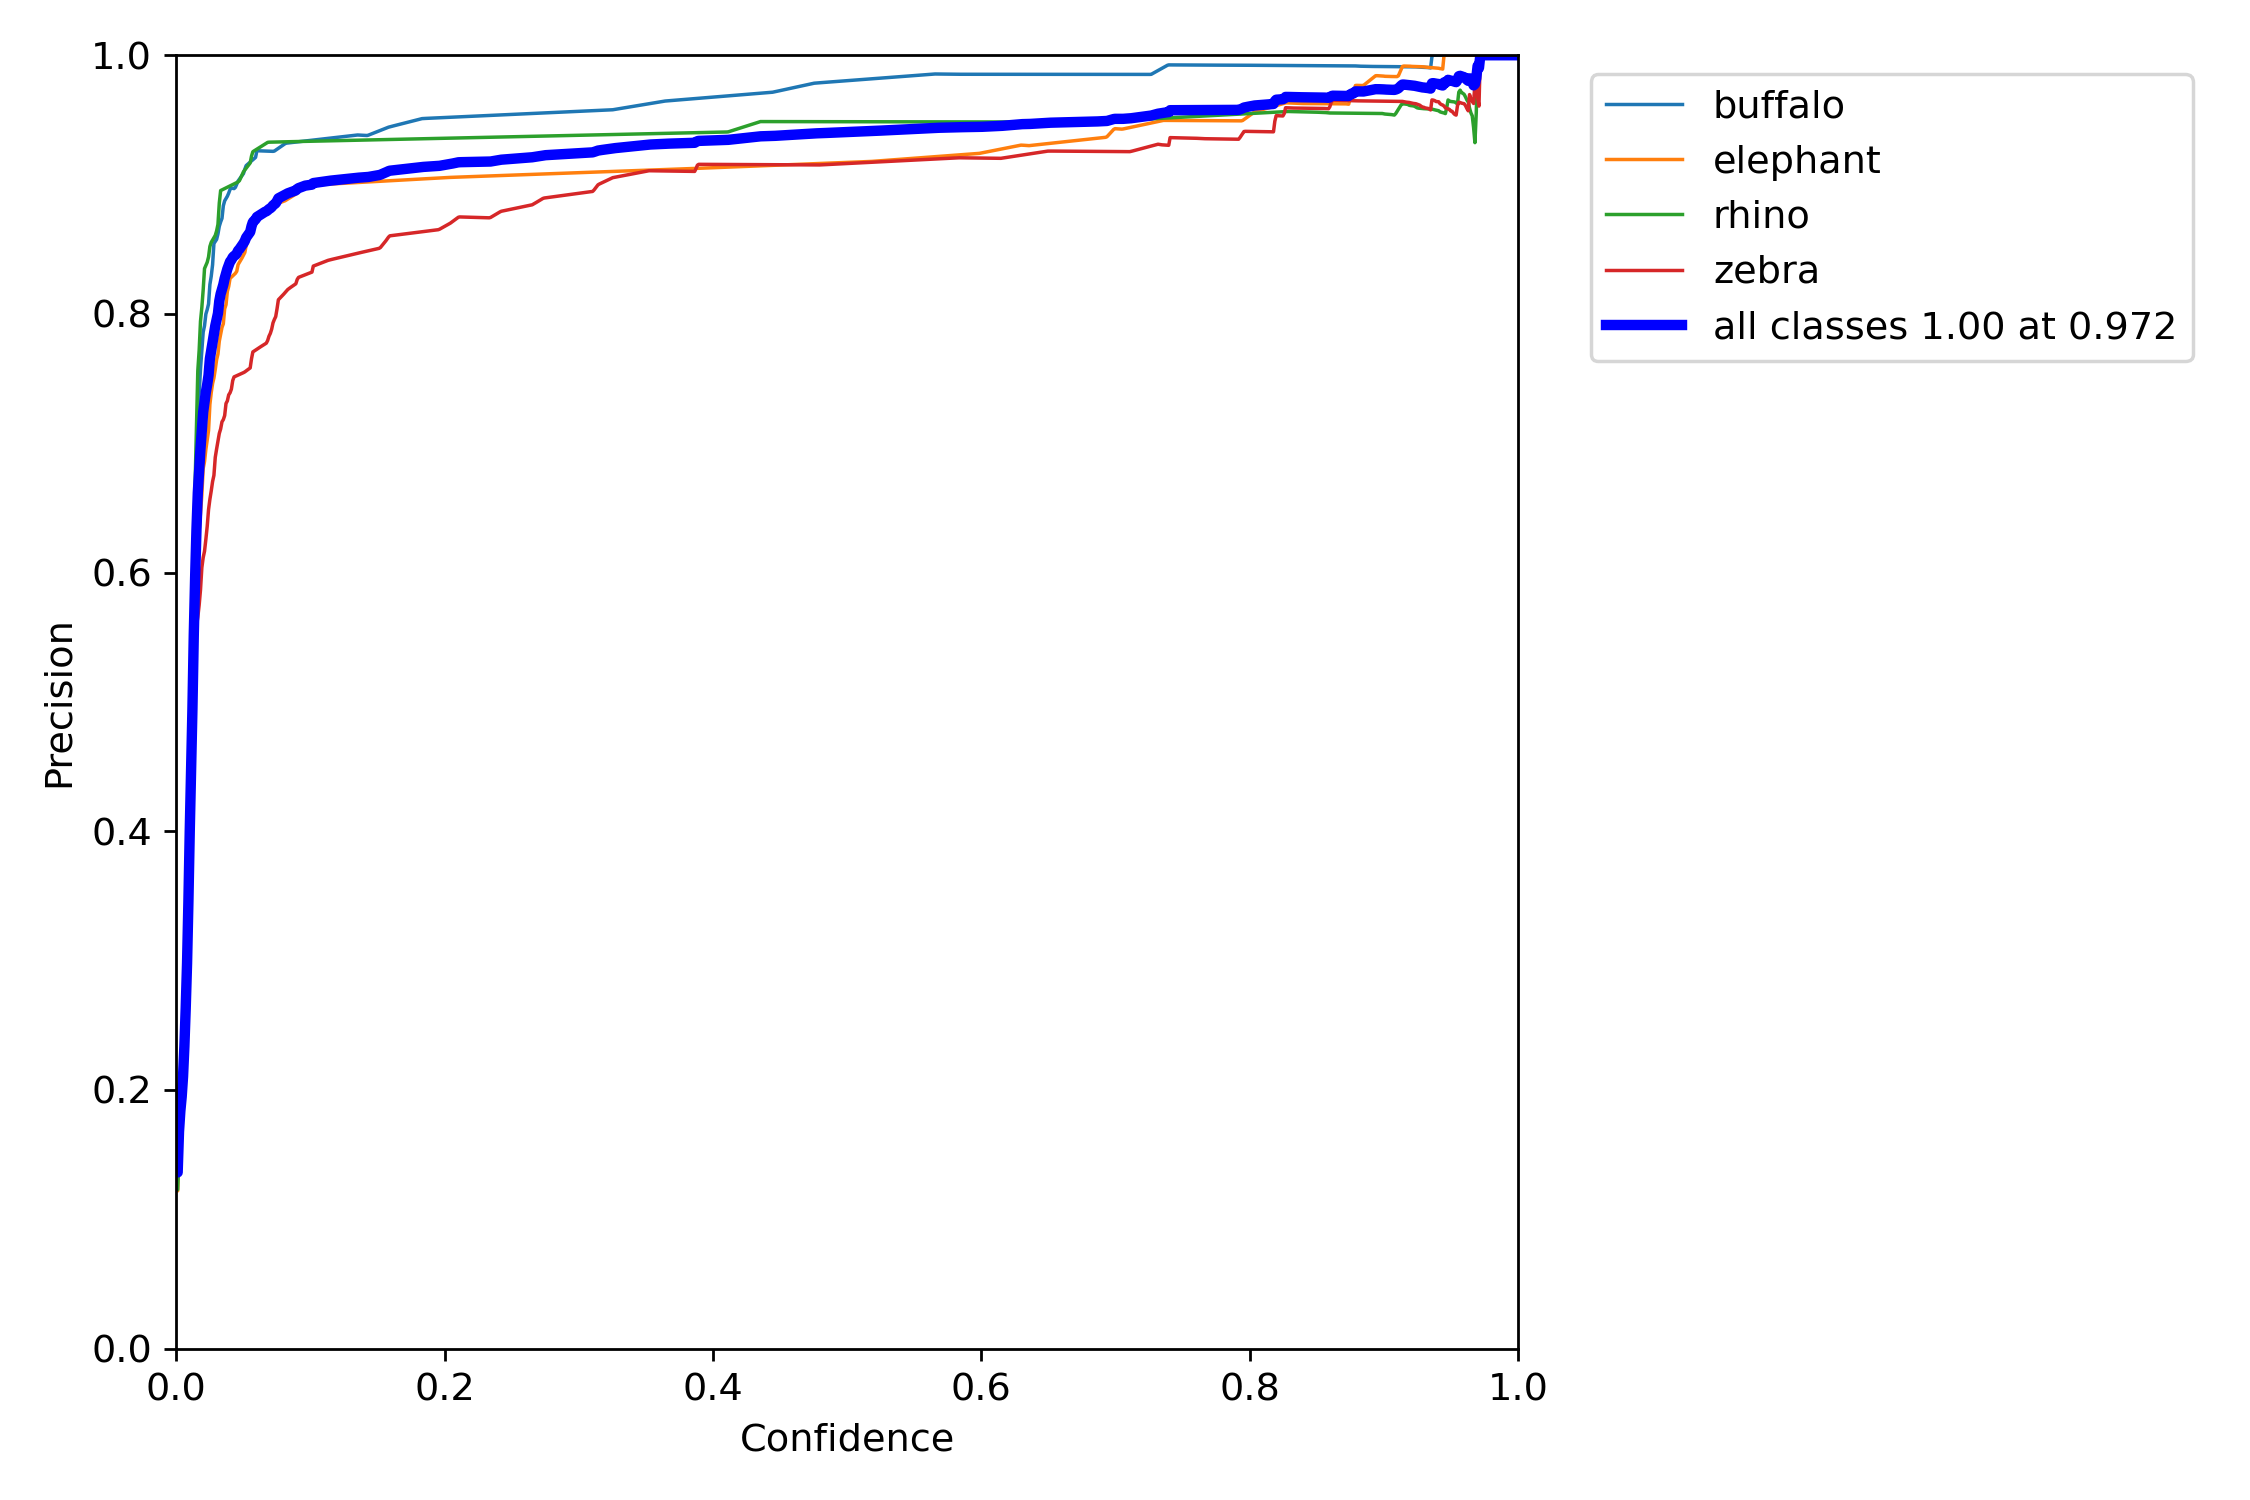 1.0
0.8
0.6
0.4
0.2
0.0
0.0 0.2 0.4 0.6 0.8 1.0
Precision
Confidence
buffalo
elephant
rhino
zebra
all classes 1.00 at 0.972